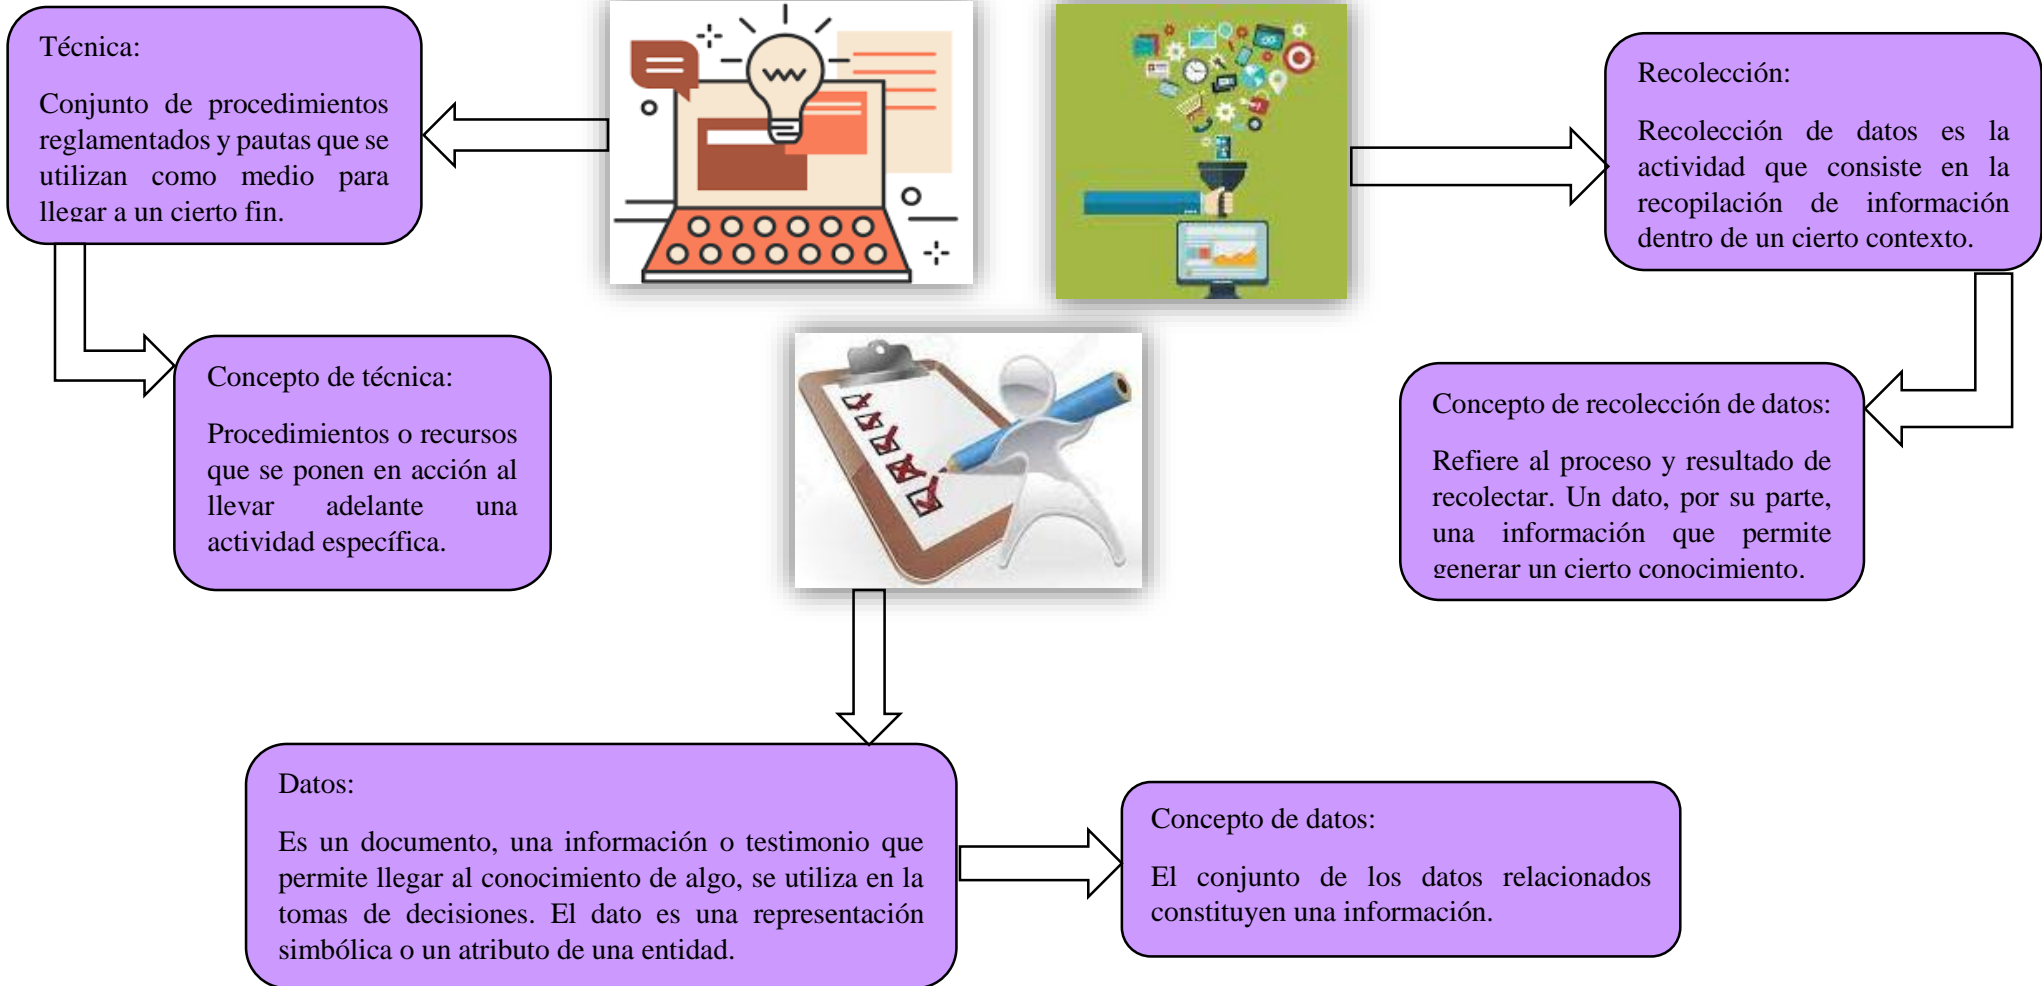 Técnica:
Conjunto de procedimientos
reglamentados y pautas que se
utilizan como medio para
llegar a un cierto fin.
Concepto de técnica:
Procedimientos o recursos
que se ponen en acción al
llevar adelante una
actividad específica.
Recolección:
Recolección de datos es la
actividad que consiste en la
recopilación de información
dentro de un cierto contexto.
Concepto de recolección de datos:
Refiere al proceso y resultado de
recolectar. Un dato, por su parte,
una información que permite
generar un cierto conocimiento.
Datos:
Es un documento, una información o testimonio que
permite llegar al conocimiento de algo, se utiliza en la
tomas de decisiones. El dato es una representación
simbólica o un atributo de una entidad.
Concepto de datos:
El conjunto de los datos relacionados
constituyen una información.